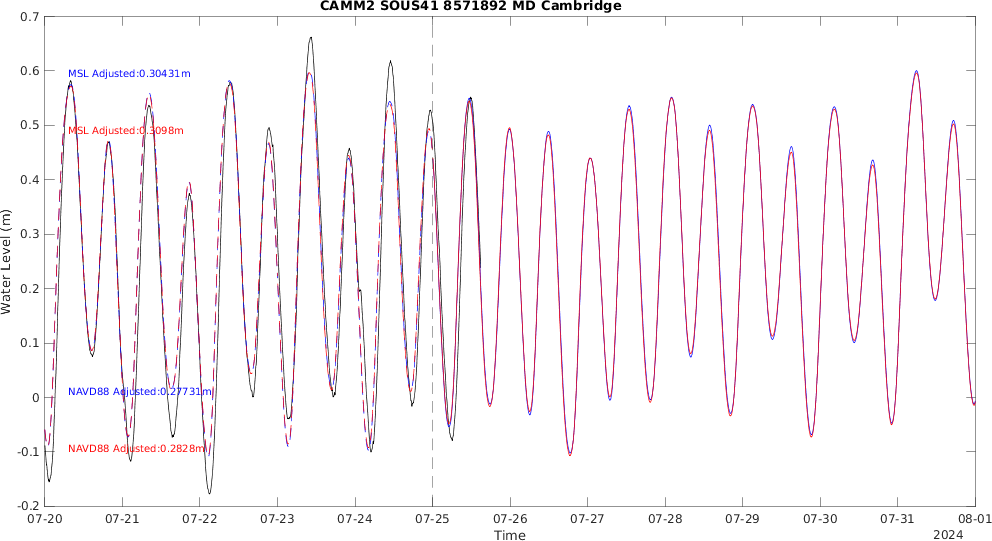 CAMM2 SOUS41 8571892 MD Cambridge
0.7
0.6
0.5
0.4
0.3
0.2
0.1
0
-0.1
-0.2
Water Level (m)
MSL Adjusted:0.30431m
MSL Adjusted:0.3098m
NAVD88 Adjusted:0.27731m
NAVD88 Adjusted:0.2828m
07-20 07-21 07-22 07-23 07-24 07-25 07-26 07-27 07-28 07-29 07-30 07-31 08-01
Time
2024